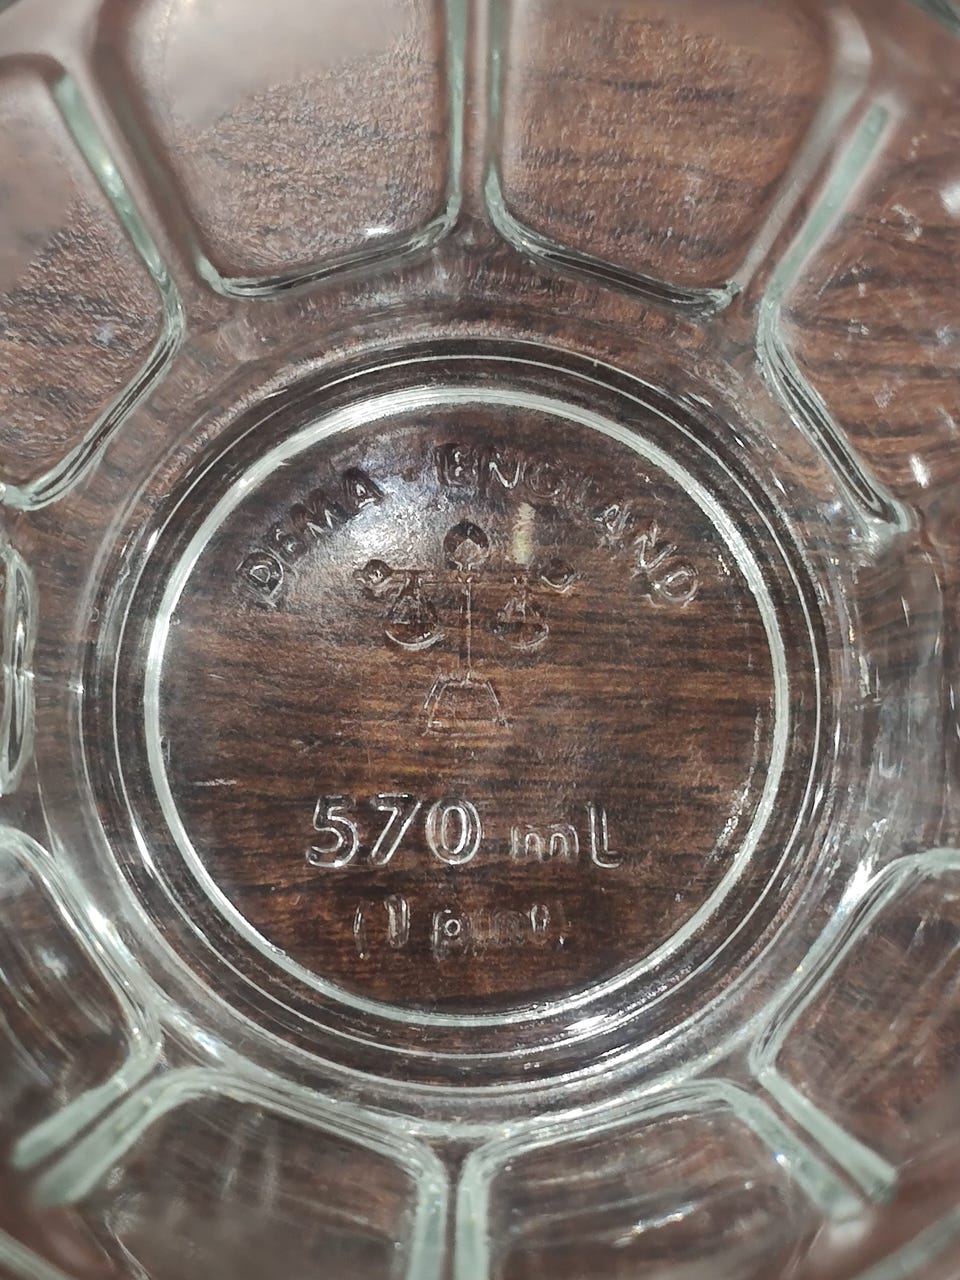 DEMA · ENGLAND
570 ml
(1 pint)